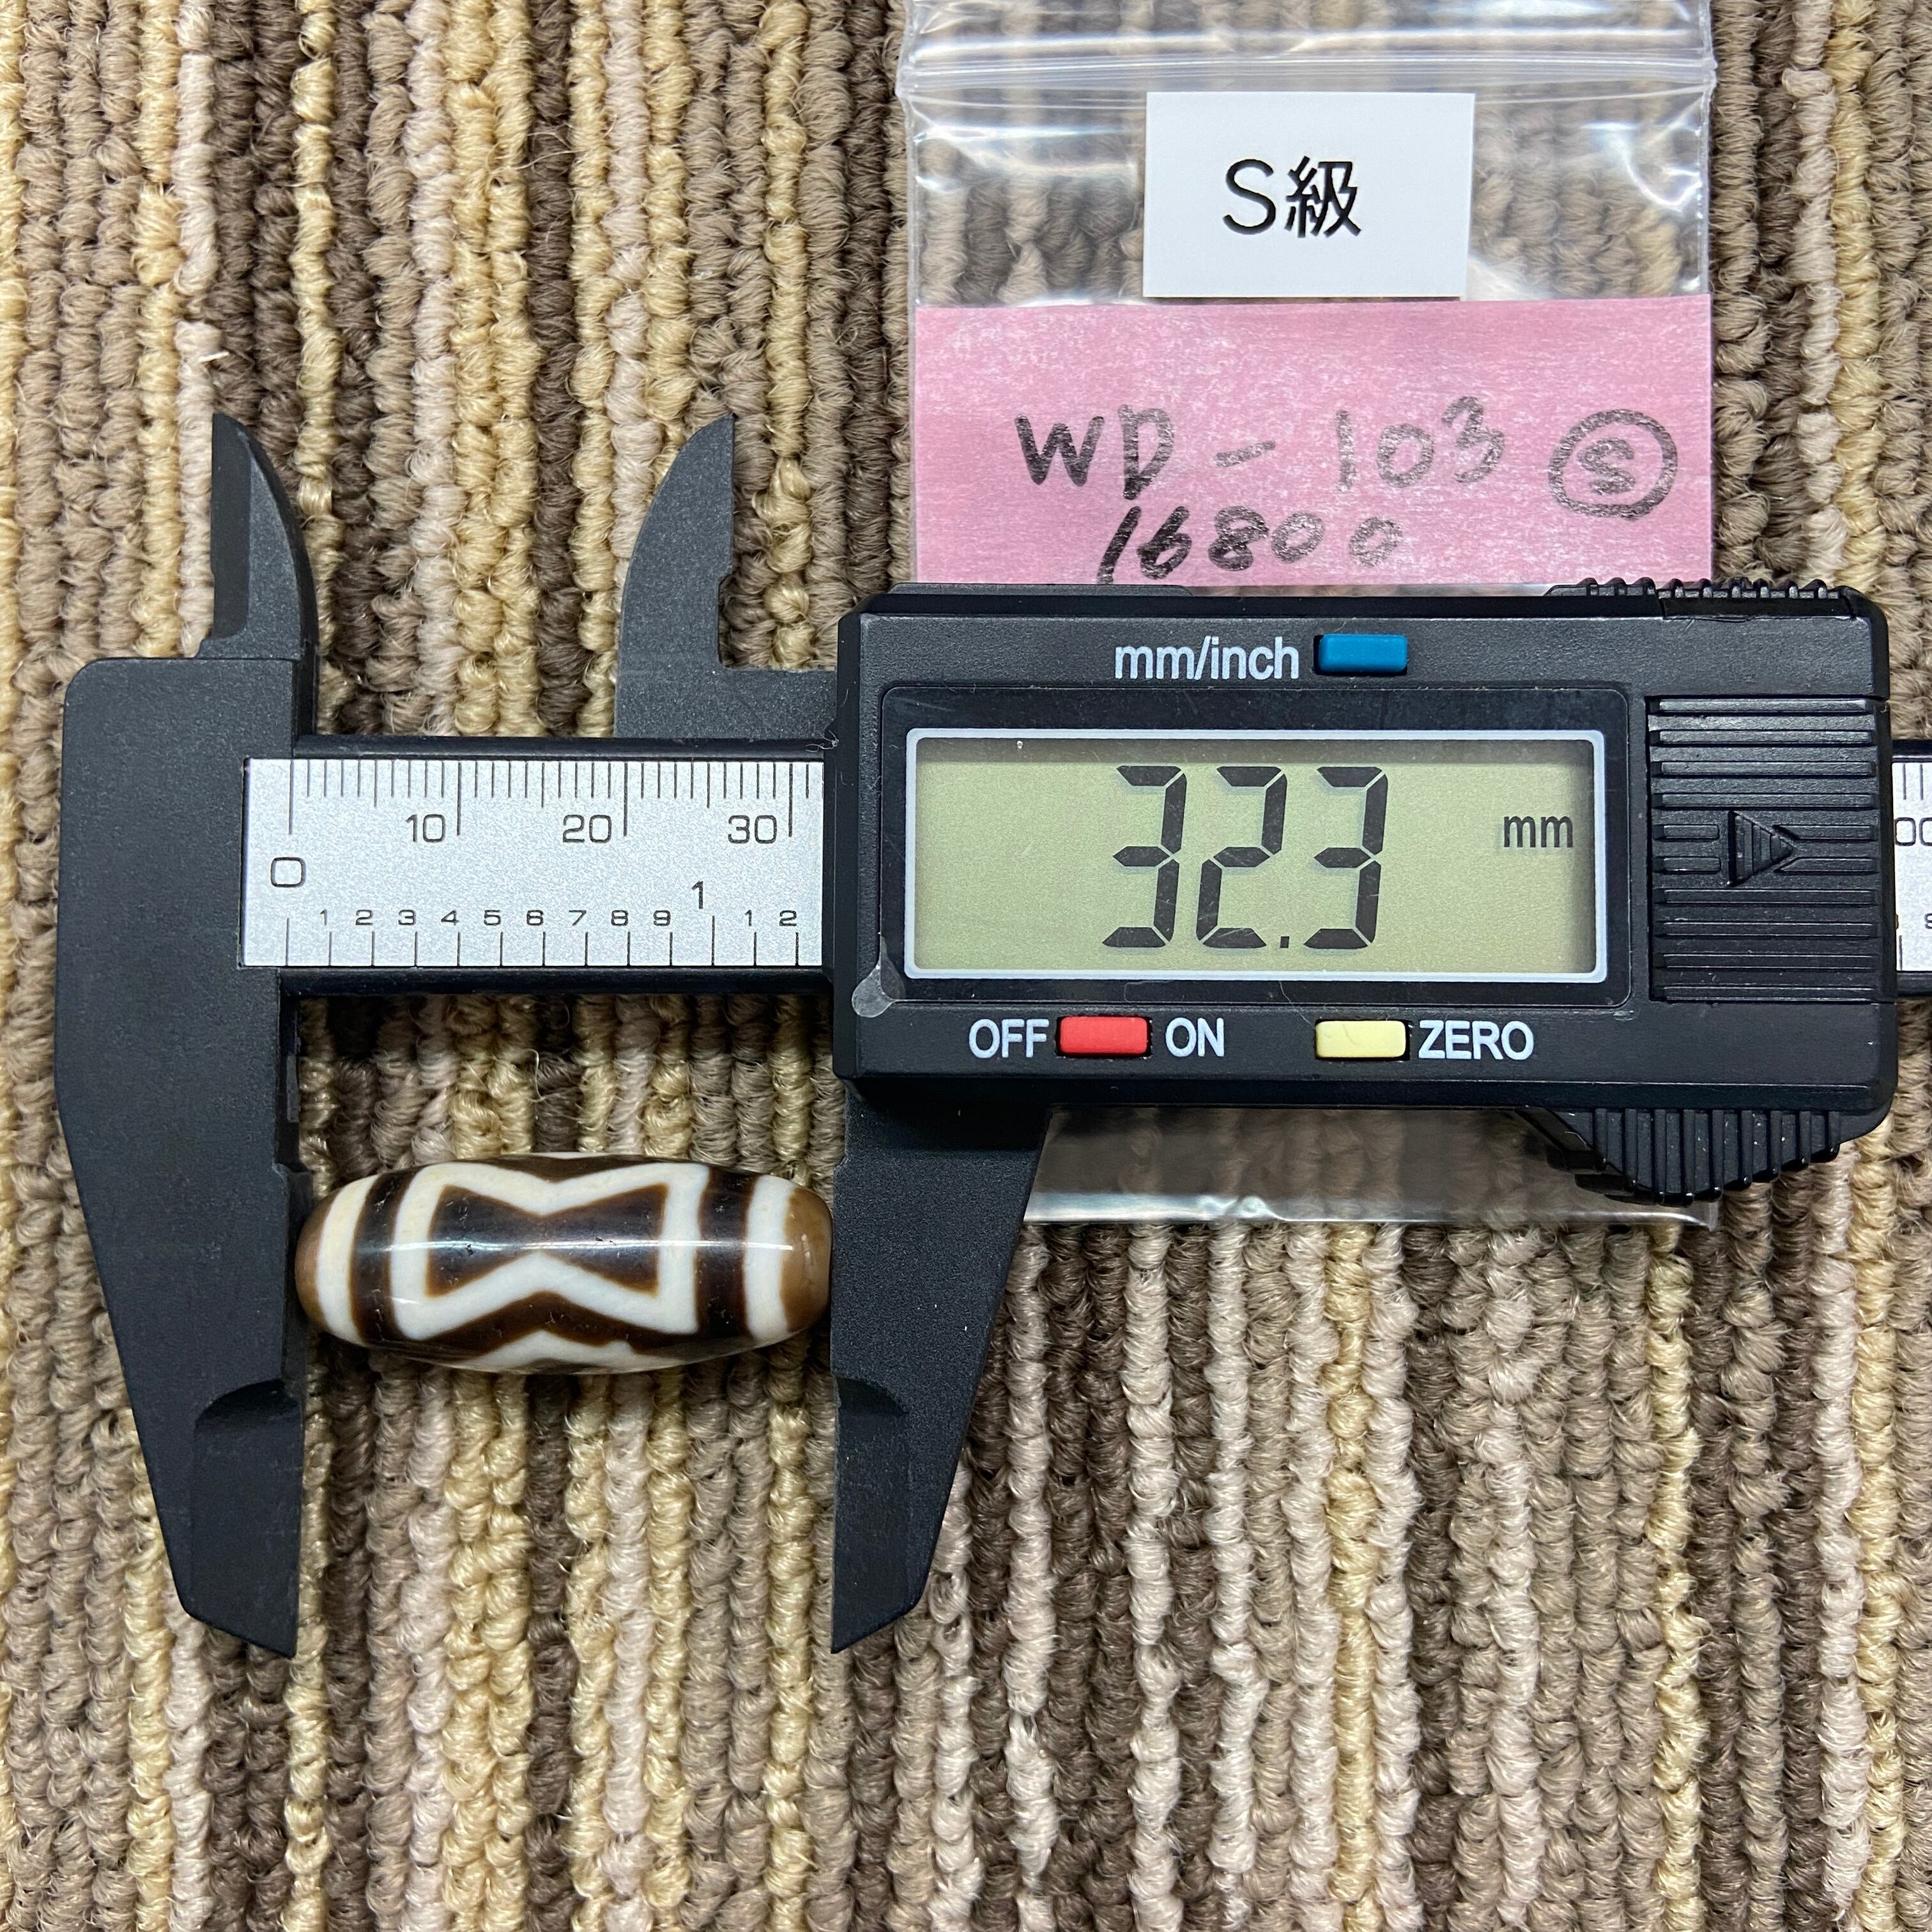 S級
WD-103 Ⓢ
16800
mm/inch
32.3 mm
10 20 30
0
1 2 3 4 5 6 7 8 9 1 1 2
OFF ON ZERO